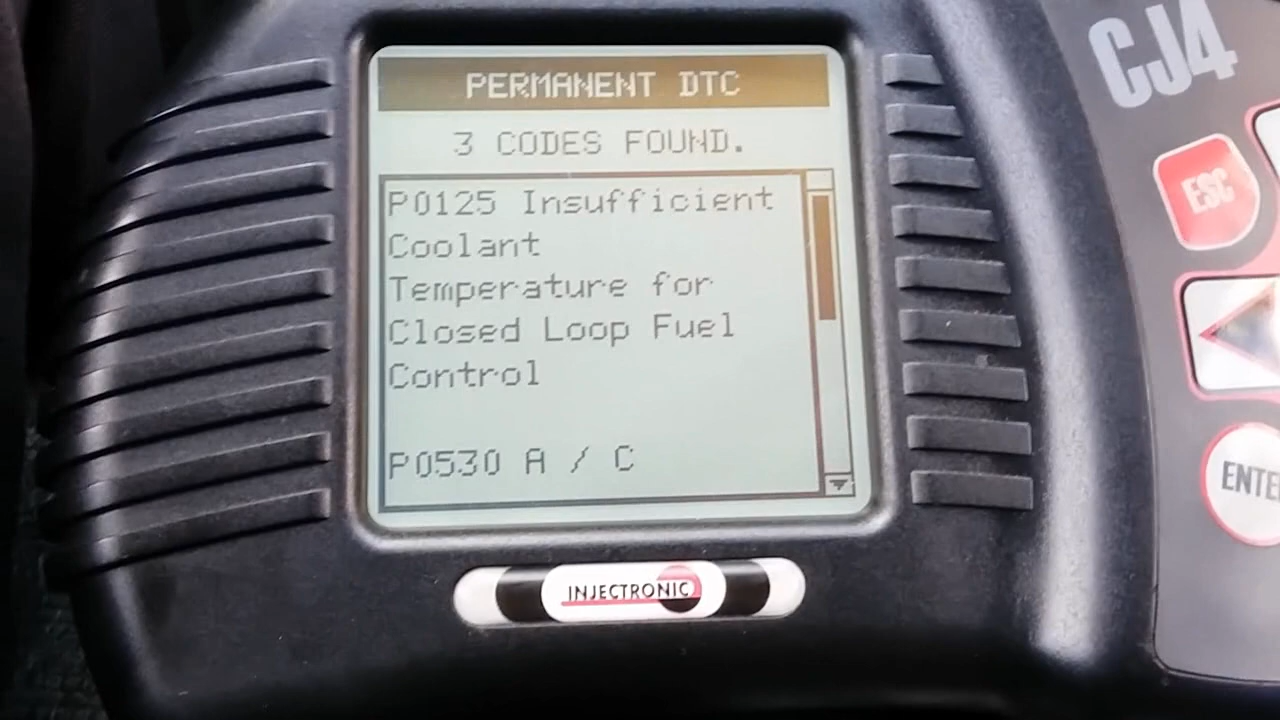 CJ4
PERMANENT DTC
3 CODES FOUND.
P0125 Insufficient
Coolant
Temperature for
Closed Loop Fuel
Control
P0530 A / C
ESC
ENTE
INJECTRONIC